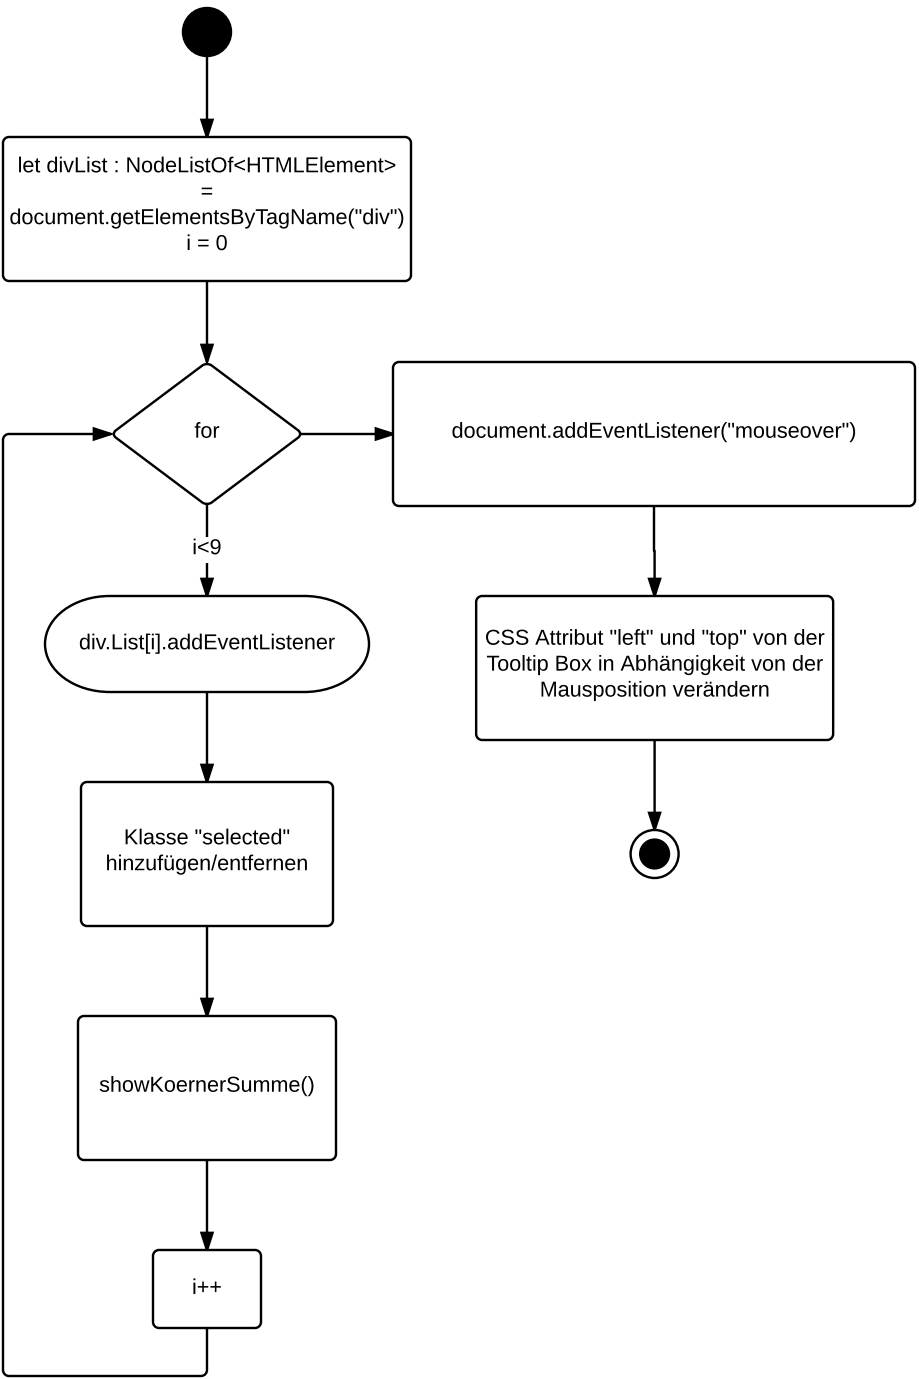 let divList : NodeListOf<HTMLElement>
=
document.getElementsByTagName("div")
i = 0
for
document.addEventListener("mouseover")
i<9
div.List[i].addEventListener
CSS Attribut "left" und "top" von der
Tooltip Box in Abhängigkeit von der
Mausposition verändern
Klasse "selected"
hinzufügen/entfernen
showKoernerSumme()
i++